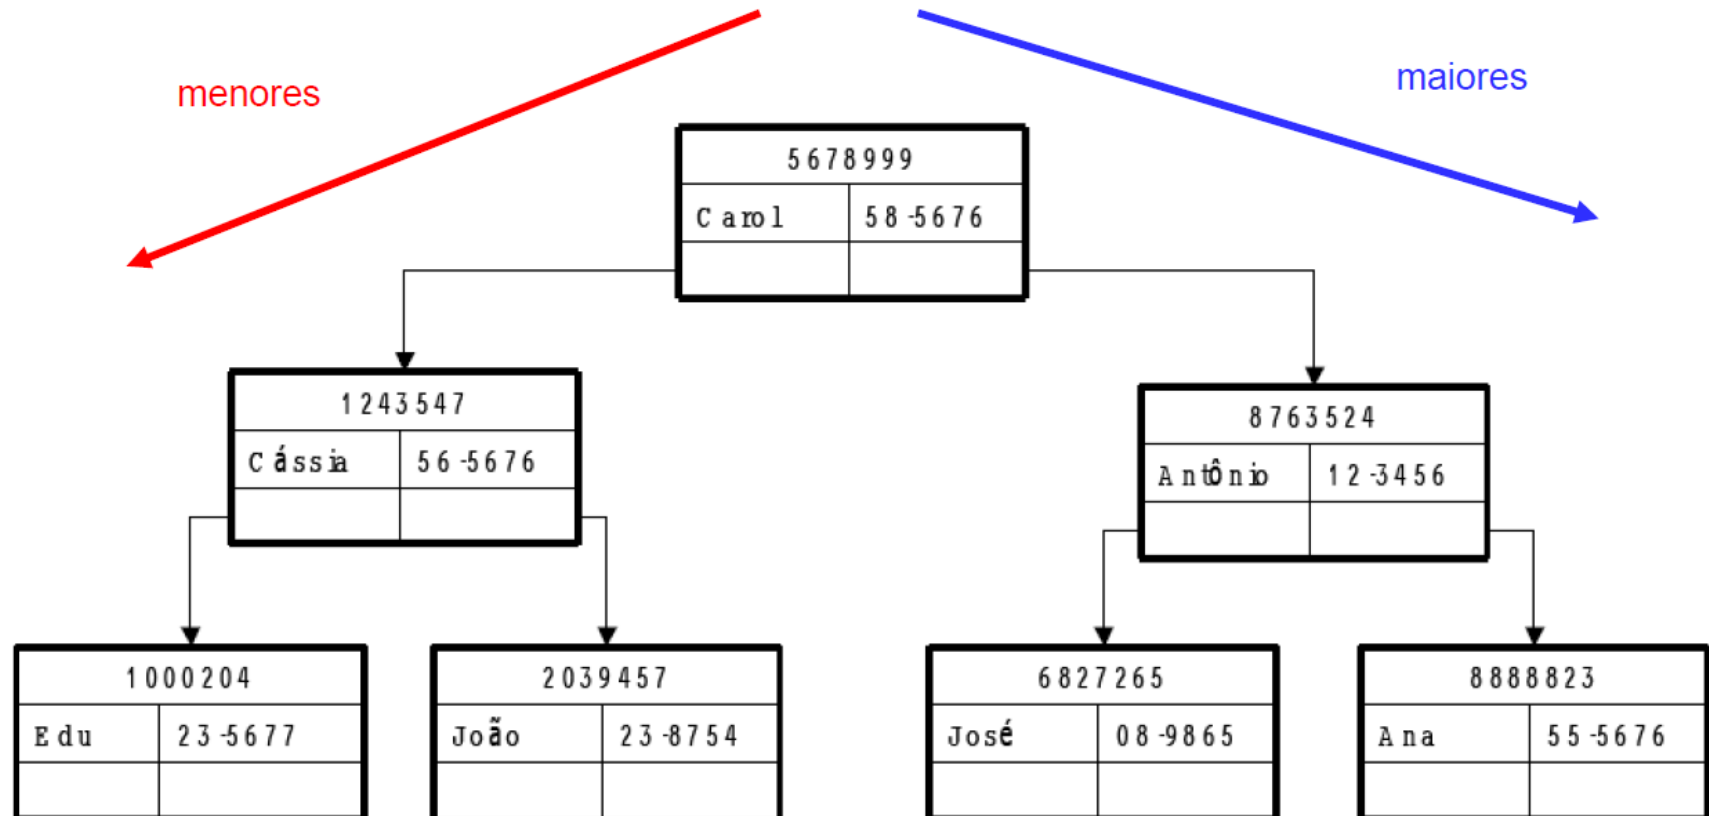 menores
maiores
5678999
Carol 58-5676
1243547
Cássia 56-5676
8763524
Antônio 12-3456
1000204
Edu 23-5677
2039457
João 23-8754
6827265
José 08-9865
8888823
Ana 55-5676